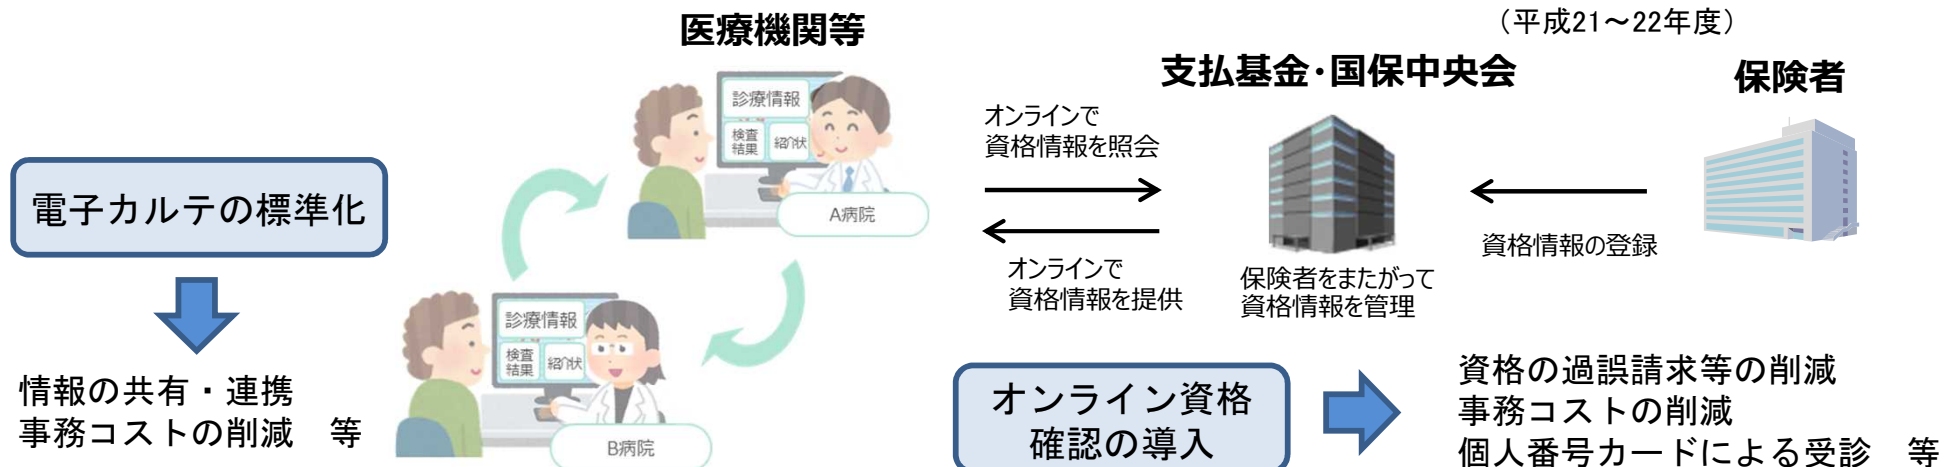 医療機関等
（平成21～22年度）
支払基金・国保中央会
保険者
診療情報
検査
結果
紹介状
A病院
オンラインで
資格情報を照会
オンラインで
資格情報を提供
保険者をまたがって
資格情報を管理
資格情報の登録
電子カルテの標準化
情報の共有・連携
事務コストの削減　等
診療情報
検査
結果
紹介状
B病院
オンライン資格
確認の導入
資格の過誤請求等の削減
事務コストの削減
個人番号カードによる受診　等